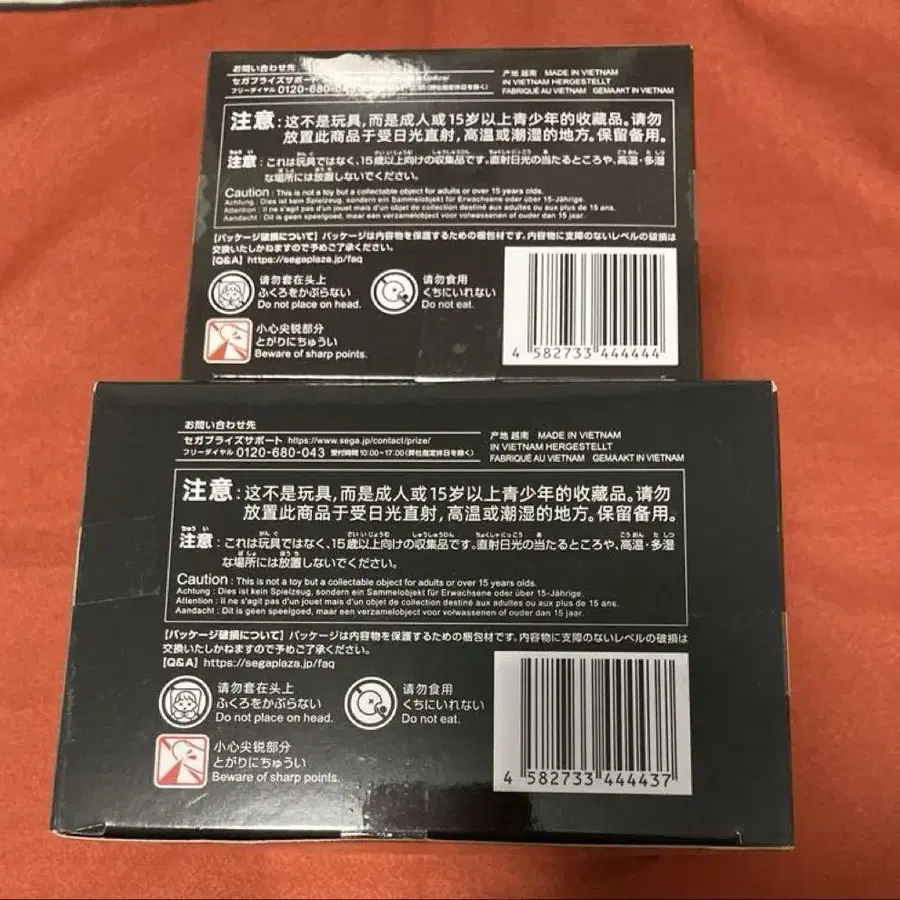 お問い合わせ先
セガプライズサポート
フリーダイヤル 0120-680-043
产地 越南 MADE IN VIETNAM
IN VIETNAM HERGESTELLT
FABRIQUÉ AU VIETNAM GEMAAKT IN VIETNAM
注意：这不是玩具，而是成人或15岁以上青少年的收藏品。请勿
放置此商品于受日光直射，高温或潮湿的地方。保留备用。
注意：これは玩具ではなく、15歳以上向けの収集品です。直射日光の当たるところや、高温・多湿
な場所には放置しないでください。
Caution : This is not a toy but a collectable object for adults or over 15 years olds.
Achtung : Dies ist kein Spielzeug, sondern ein Sammelobjekt für Erwachsene oder über 15-Jährige.
Attention : Il ne s'agit pas d'un jouet mais d'un objet de collection destiné aux adultes ou aux plus de 15 ans.
Aandacht : Dit is geen speelgoed, maar een verzamelobject voor volwassenen of ouder dan 15 jaar.
【パッケージ破損について】パッケージは内容物を保護するための梱包材です。内容物に支障のないレベルの破損は
交換いたしかねますので予めご了承ください。
【Q&A】https://segaplaza.jp/faq
请勿套在头上
ふくろをかぶらない
Do not place on head.
请勿食用
くちにいれない
Do not eat.
小心尖锐部分
とがりにちゅうい
Beware of sharp points.
4 582733 444444
お問い合わせ先
セガプライズサポート https://www.sega.jp/contact/prize/
フリーダイヤル 0120-680-043 受付時間 10:00~17:00(弊社指定休日を除く)
产地 越南 MADE IN VIETNAM
IN VIETNAM HERGESTELLT
FABRIQUÉ AU VIETNAM GEMAAKT IN VIETNAM
注意：这不是玩具，而是成人或15岁以上青少年的收藏品。请勿
放置此商品于受日光直射，高温或潮湿的地方。保留备用。
注意：これは玩具ではなく、15歳以上向けの収集品です。直射日光の当たるところや、高温・多湿
な場所には放置しないでください。
Caution : This is not a toy but a collectable object for adults or over 15 years olds.
Achtung : Dies ist kein Spielzeug, sondern ein Sammelobjekt für Erwachsene oder über 15-Jährige.
Attention : Il ne s'agit pas d'un jouet mais d'un objet de collection destiné aux adultes ou aux plus de 15 ans.
Aandacht : Dit is geen speelgoed, maar een verzamelobject voor volwassenen of ouder dan 15 jaar.
【パッケージ破損について】パッケージは内容物を保護するための梱包材です。内容物に支障のないレベルの破損は
交換いたしかねますので予めご了承ください。
【Q&A】https://segaplaza.jp/faq
请勿套在头上
ふくろをかぶらない
Do not place on head.
请勿食用
くちにいれない
Do not eat.
小心尖锐部分
とがりにちゅうい
Beware of sharp points.
4 582733 444437